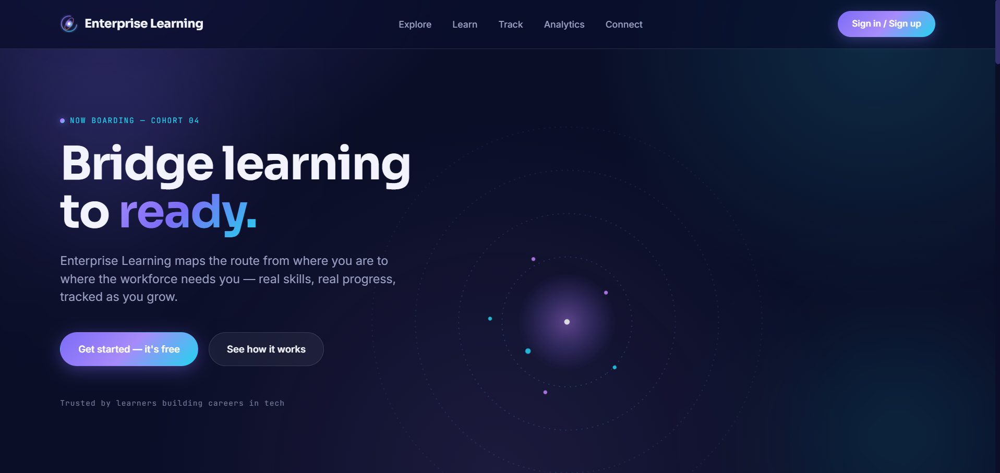 Enterprise Learning
Explore
Learn
Track
Analytics
Connect
Sign in / Sign up
NOW BOARDING — COHORT 04
Bridge learning
to ready.
Enterprise Learning maps the route from where you are to
where the workforce needs you — real skills, real progress,
tracked as you grow.
Get started — it's free
See how it works
Trusted by learners building careers in tech